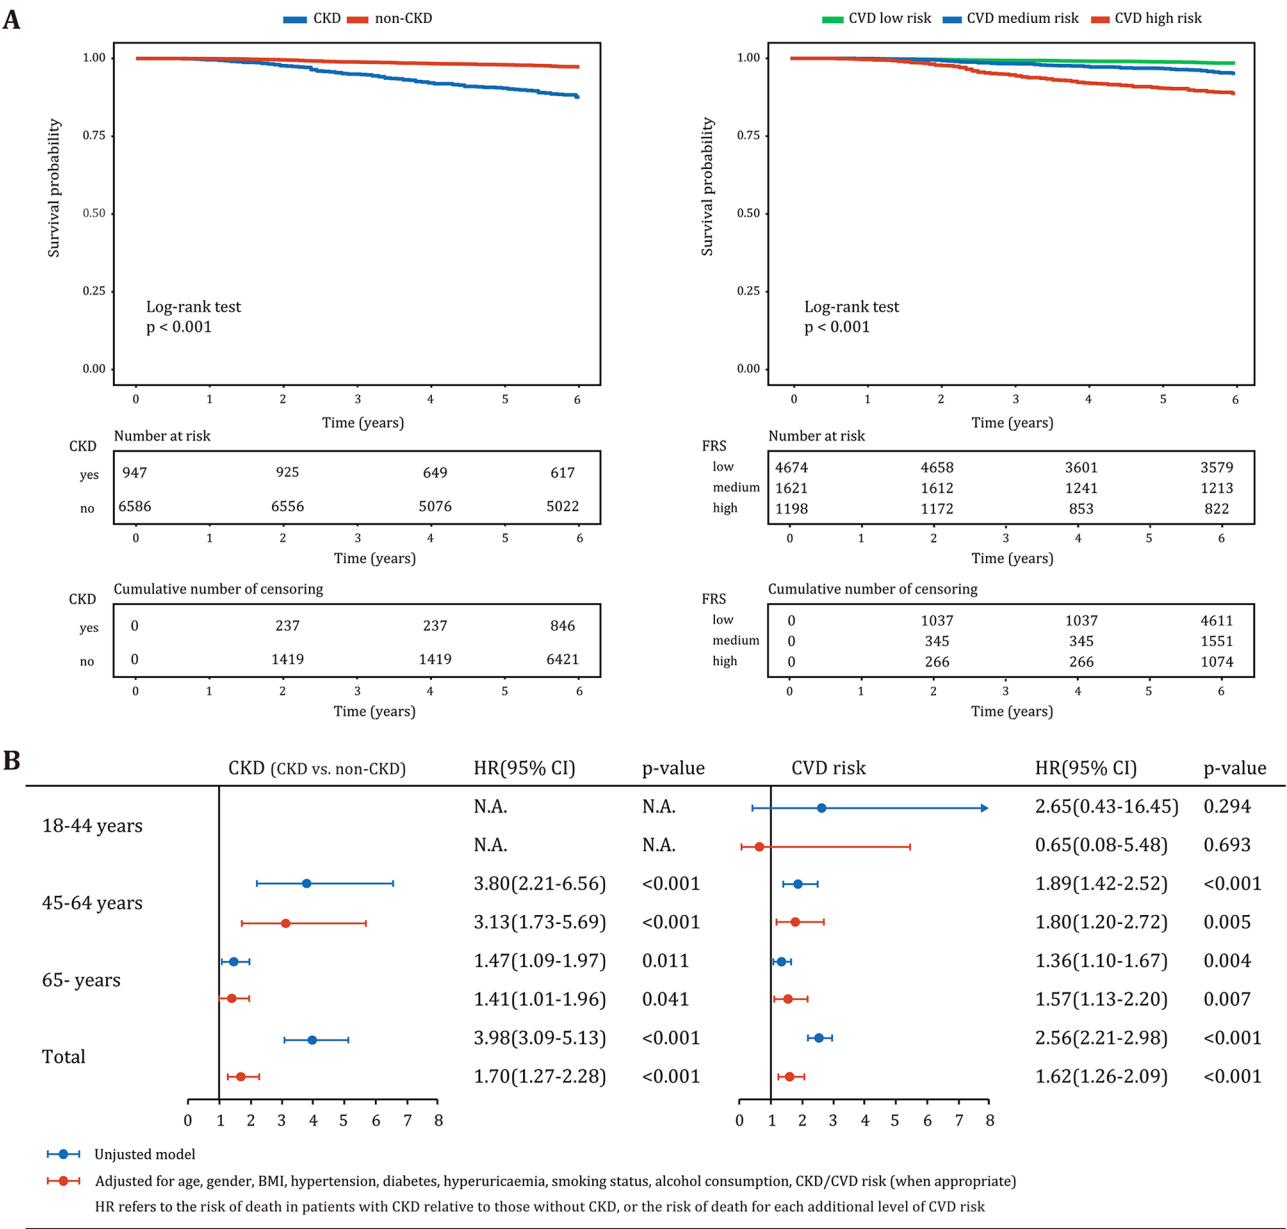 A
CKD non-CKD
1.00
0.75
0.50
0.25
0.00
Survival probability
Log-rank test
p < 0.001
0 1 2 3 4 5 6
Time (years)
Number at risk
CKD
yes 947 925 649 617
no 6586 6556 5076 5022
0 1 2 3 4 5 6
Time (years)
Cumulative number of censoring
CKD
yes 0 237 237 846
no 0 1419 1419 6421
0 1 2 3 4 5 6
Time (years)
CVD low risk CVD medium risk CVD high risk
1.00
0.75
0.50
0.25
0.00
Survival probability
Log-rank test
p < 0.001
0 1 2 3 4 5 6
Time (years)
Number at risk
FRS
low 4674 4658 3601 3579
medium 1621 1612 1241 1213
high 1198 1172 853 822
0 1 2 3 4 5 6
Time (years)
Cumulative number of censoring
FRS
low 0 1037 1037 4611
medium 0 345 345 1551
high 0 266 266 1074
0 1 2 3 4 5 6
Time (years)
B
CKD (CKD vs. non-CKD) HR(95% CI) p-value CVD risk HR(95% CI) p-value
N.A. N.A. 2.65(0.43-16.45) 0.294
18-44 years
N.A. N.A. 0.65(0.08-5.48) 0.693
3.80(2.21-6.56) <0.001 1.89(1.42-2.52) <0.001
45-64 years
3.13(1.73-5.69) <0.001 1.80(1.20-2.72) 0.005
1.47(1.09-1.97) 0.011 1.36(1.10-1.67) 0.004
65- years
1.41(1.01-1.96) 0.041 1.57(1.13-2.20) 0.007
3.98(3.09-5.13) <0.001 2.56(2.21-2.98) <0.001
Total
1.70(1.27-2.28) <0.001 1.62(1.26-2.09) <0.001
0 1 2 3 4 5 6 7 8 0 1 2 3 4 5 6 7 8
Unjusted model
Adjusted for age, gender, BMI, hypertension, diabetes, hyperuricaemia, smoking status, alcohol consumption, CKD/CVD risk (when appropriate)
HR refers to the risk of death in patients with CKD relative to those without CKD, or the risk of death for each additional level of CVD risk